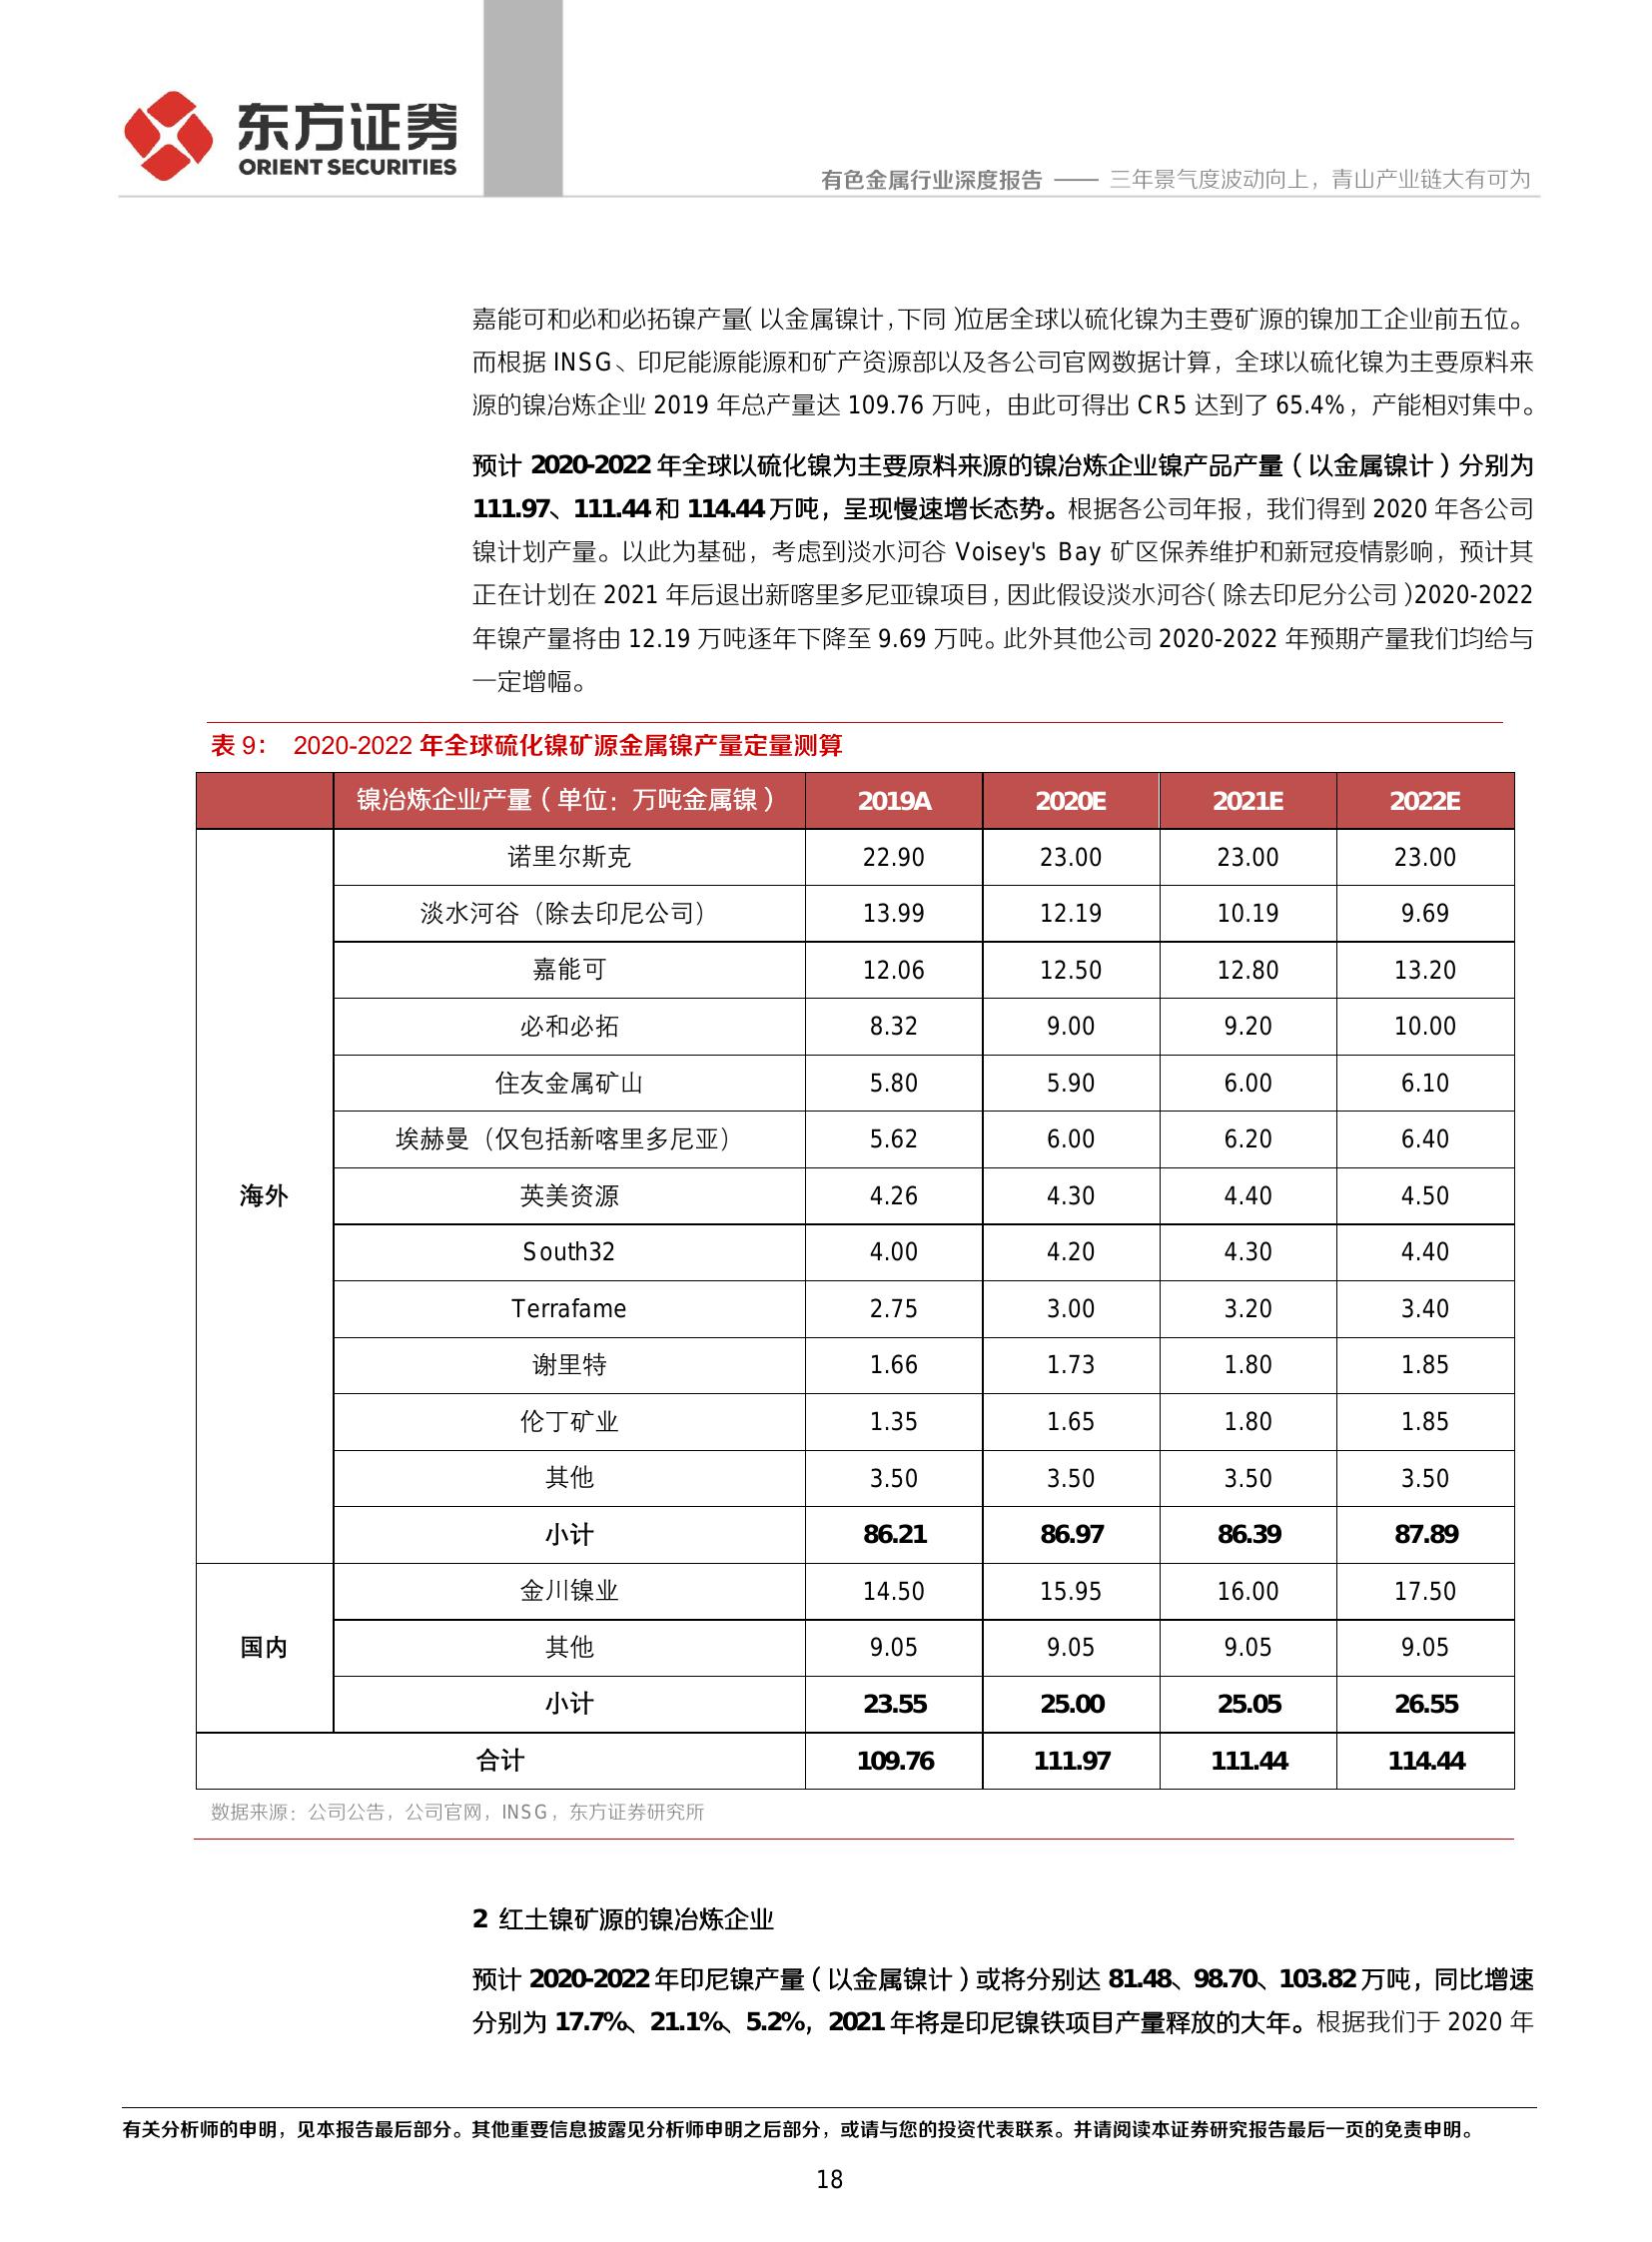 东方证券
ORIENT SECURITIES
有色金属行业深度报告 —— 三年景气度波动向上，青山产业链大有可为
嘉能可和必和必拓镍产量（以金属镍计，下同）位居全球以硫化镍为主要矿源的镍加工企业前五位。
而根据 INSG、印尼能源能源和矿产资源部以及各公司官网数据计算，全球以硫化镍为主要原料来
源的镍冶炼企业 2019 年总产量达 109.76 万吨，由此可得出 CR5 达到了 65.4%，产能相对集中。
预计 2020-2022 年全球以硫化镍为主要原料来源的镍冶炼企业镍产品产量（以金属镍计）分别为
111.97、111.44 和 114.44 万吨，呈现慢速增长态势。根据各公司年报，我们得到 2020 年各公司
镍计划产量。以此为基础，考虑到淡水河谷 Voisey's Bay 矿区保养维护和新冠疫情影响，预计其
正在计划在 2021 年后退出新喀里多尼亚镍项目，因此假设淡水河谷（除去印尼分公司）2020-2022
年镍产量将由 12.19 万吨逐年下降至 9.69 万吨。此外其他公司 2020-2022 年预期产量我们均给与
一定增幅。
表 9： 2020-2022 年全球硫化镍矿源金属镍产量定量测算
镍冶炼企业产量（单位：万吨金属镍） 2019A 2020E 2021E 2022E
诺里尔斯克 22.90 23.00 23.00 23.00
淡水河谷（除去印尼公司） 13.99 12.19 10.19 9.69
嘉能可 12.06 12.50 12.80 13.20
必和必拓 8.32 9.00 9.20 10.00
住友金属矿山 5.80 5.90 6.00 6.10
埃赫曼（仅包括新喀里多尼亚） 5.62 6.00 6.20 6.40
海外 英美资源 4.26 4.30 4.40 4.50
South32 4.00 4.20 4.30 4.40
Terrafame 2.75 3.00 3.20 3.40
谢里特 1.66 1.73 1.80 1.85
伦丁矿业 1.35 1.65 1.80 1.85
其他 3.50 3.50 3.50 3.50
小计 86.21 86.97 86.39 87.89
金川镍业 14.50 15.95 16.00 17.50
国内 其他 9.05 9.05 9.05 9.05
小计 23.55 25.00 25.05 26.55
合计 109.76 111.97 111.44 114.44
数据来源：公司公告，公司官网，INSG，东方证券研究所
2 红土镍矿源的镍冶炼企业
预计 2020-2022 年印尼镍产量（以金属镍计）或将分别达 81.48、98.70、103.82 万吨，同比增速
分别为 17.7%、21.1%、5.2%，2021 年将是印尼镍铁项目产量释放的大年。根据我们于 2020 年
有关分析师的申明，见本报告最后部分。其他重要信息披露见分析师申明之后部分，或请与您的投资代表联系。并请阅读本证券研究报告最后一页的免责申明。
18